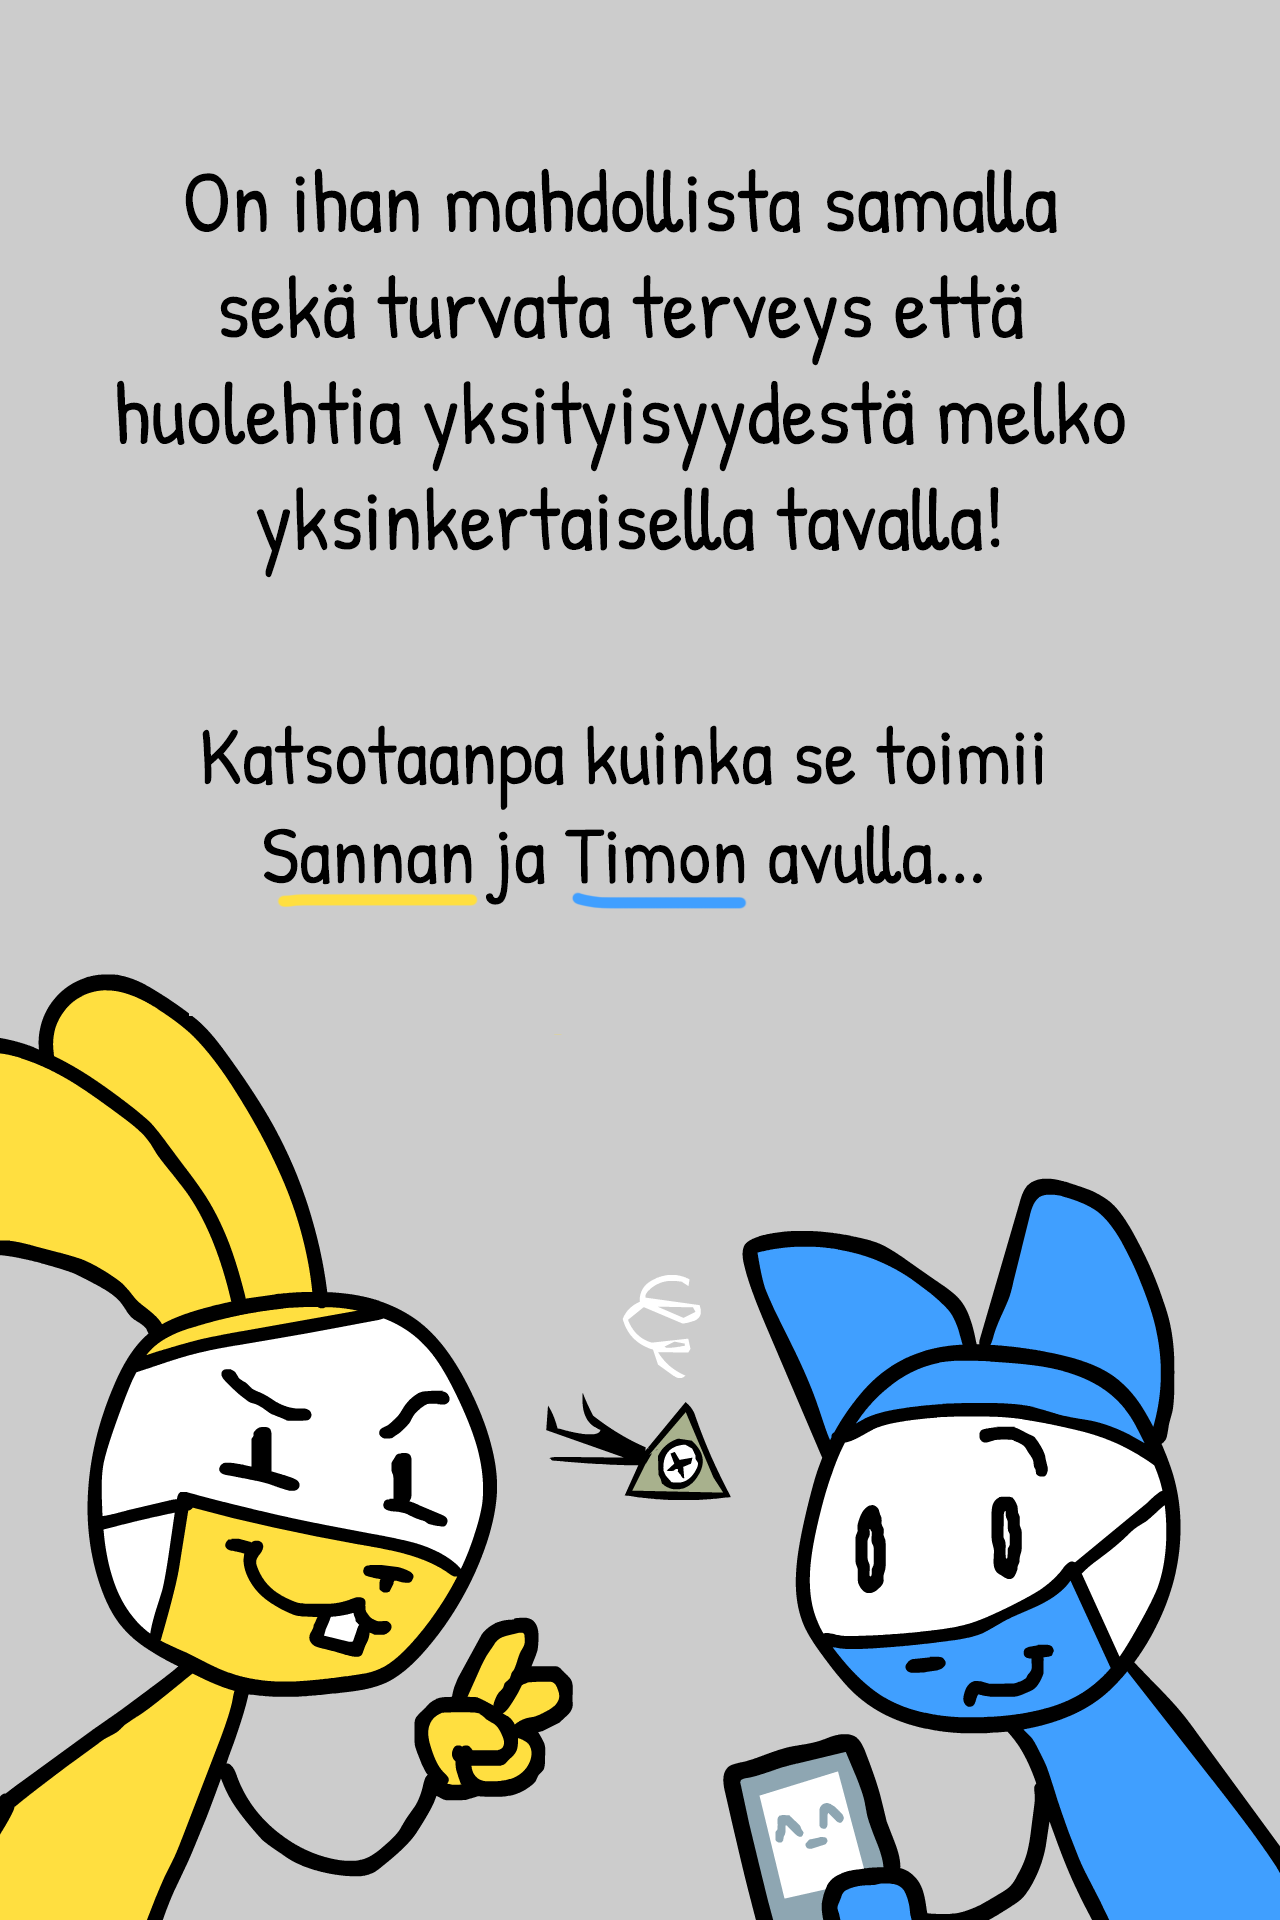 On ihan mahdollista samalla
sekä turvata terveys että
huolehtia yksityisyydestä melko
yksinkertaisella tavalla!
Katsotaanpa kuinka se toimii
Sannan ja Timon avulla...